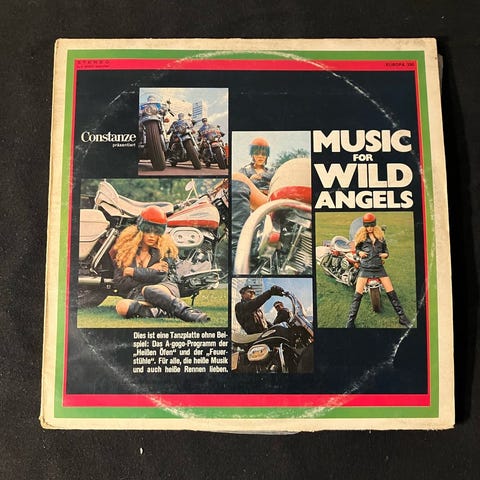 STEREO
EUROPA
Constanze
präsentiert
MUSIC
FOR
WILD
ANGELS
Dies ist eine Tanzplatte ohne Bei-
spiel: Das A-gogo-Programm der
„Heißen Öfen“ und der „Feuer-
stühle“. Für alle, die heiße Musik
und auch heiße Rennen lieben.